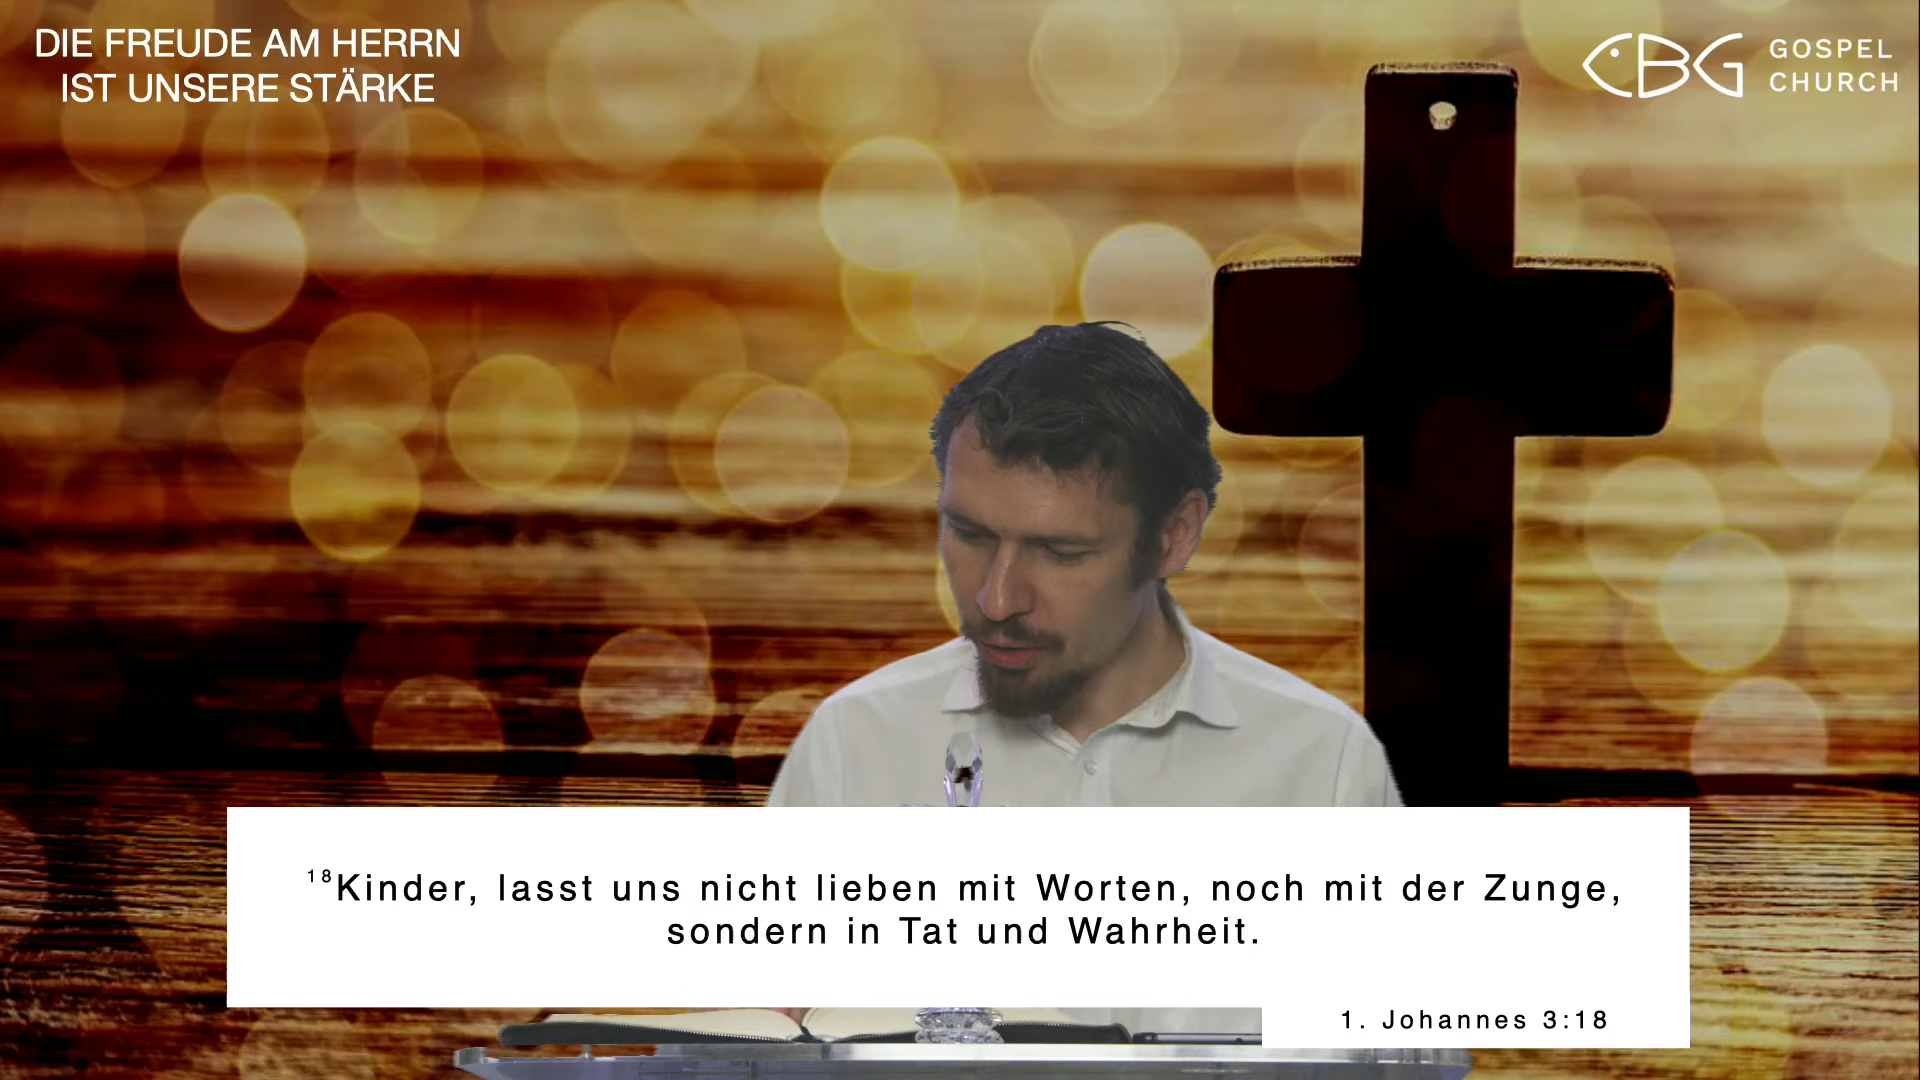 DIE FREUDE AM HERRN
IST UNSERE STÄRKE
CBG
GOSPEL
CHURCH
18Kinder, lasst uns nicht lieben mit Worten, noch mit der Zunge,
sondern in Tat und Wahrheit.
1. Johannes 3:18